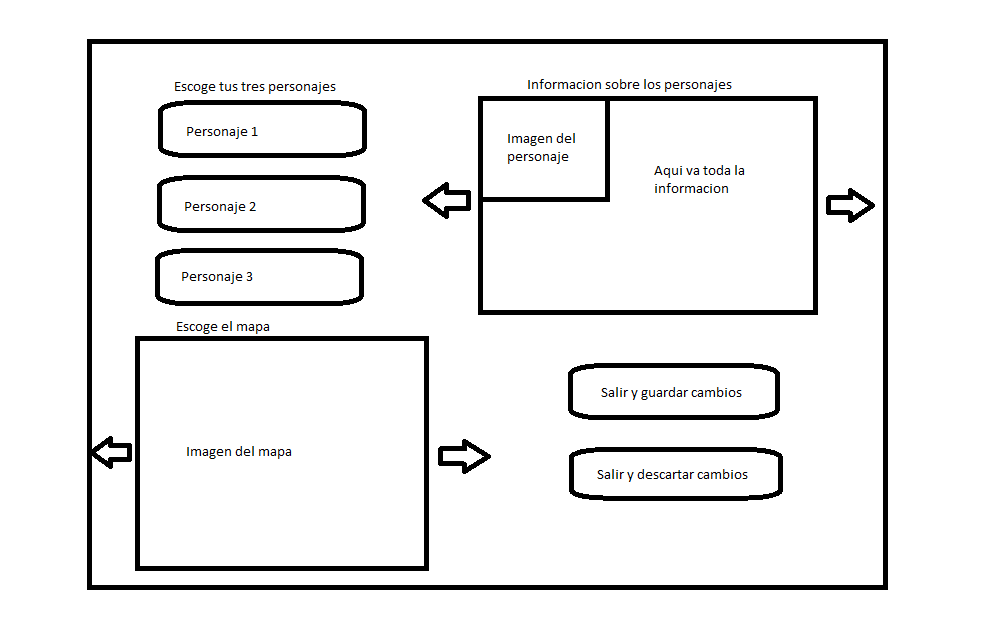 Escoge tus tres personajes
Personaje 1
Personaje 2
Personaje 3
Informacion sobre los personajes
Imagen del
personaje
Aqui va toda la
informacion
Escoge el mapa
Imagen del mapa
Salir y guardar cambios
Salir y descartar cambios